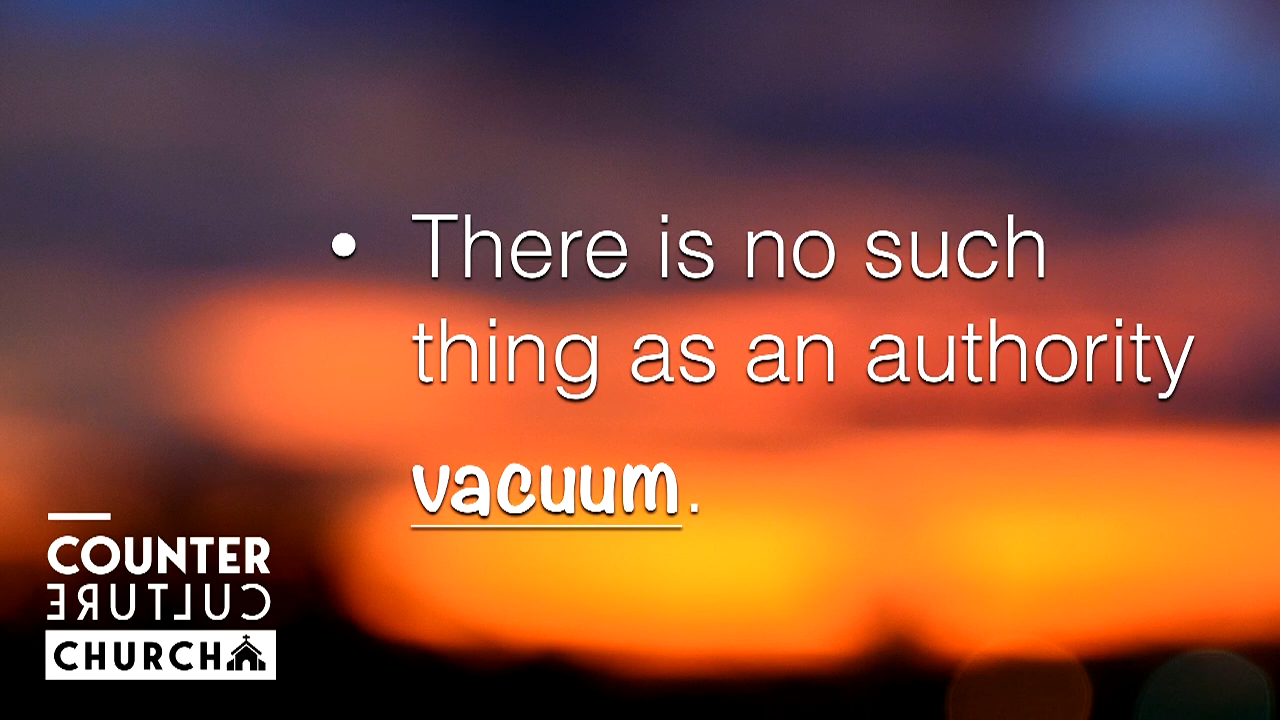 • There is no such
thing as an authority
vacuum.
COUNTER
CULTURE
CHURCH